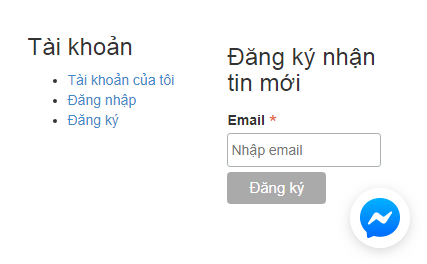 Tài khoản
Tài khoản của tôi
Đăng nhập
Đăng ký
Đăng ký nhận
tin mới
Email *
Nhập email
Đăng ký